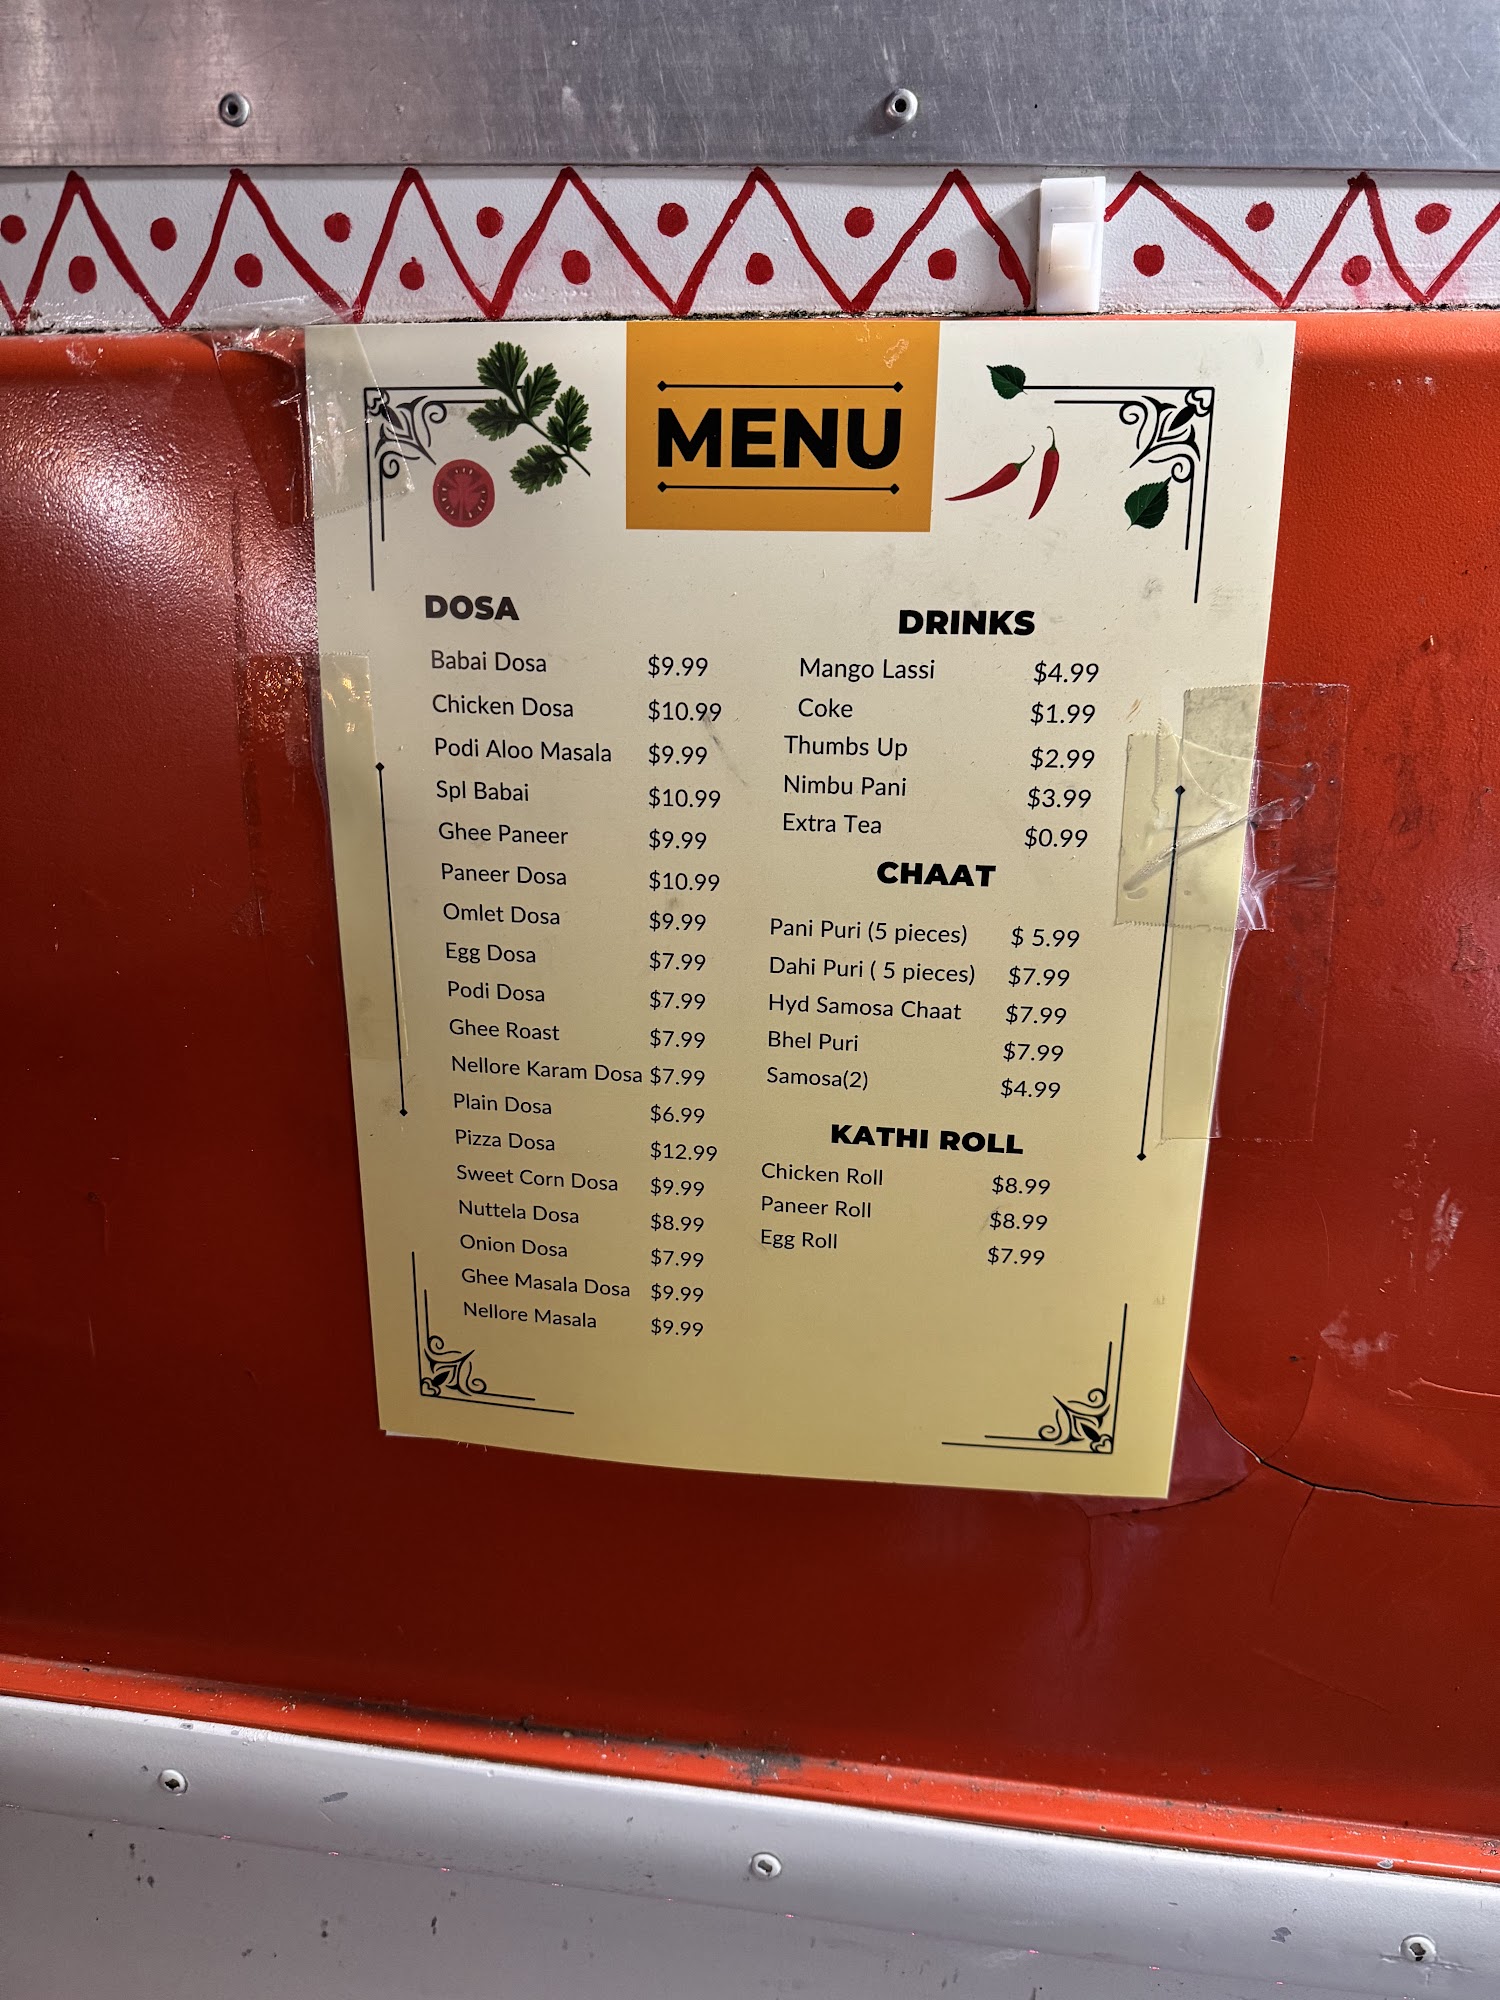 MENU
DOSA
Babai Dosa $9.99
Chicken Dosa $10.99
Podi Aloo Masala $9.99
Spl Babai $10.99
Ghee Paneer $9.99
Paneer Dosa $10.99
Omlet Dosa $9.99
Egg Dosa $7.99
Podi Dosa $7.99
Ghee Roast $7.99
Nellore Karam Dosa $7.99
Plain Dosa $6.99
Pizza Dosa $12.99
Sweet Corn Dosa $9.99
Nuttela Dosa $8.99
Onion Dosa $7.99
Ghee Masala Dosa $9.99
Nellore Masala $9.99
DRINKS
Mango Lassi $4.99
Coke $1.99
Thumbs Up $2.99
Nimbu Pani $3.99
Extra Tea $0.99
CHAAT
Pani Puri (5 pieces) $ 5.99
Dahi Puri ( 5 pieces) $7.99
Hyd Samosa Chaat $7.99
Bhel Puri $7.99
Samosa(2) $4.99
KATHI ROLL
Chicken Roll $8.99
Paneer Roll $8.99
Egg Roll $7.99